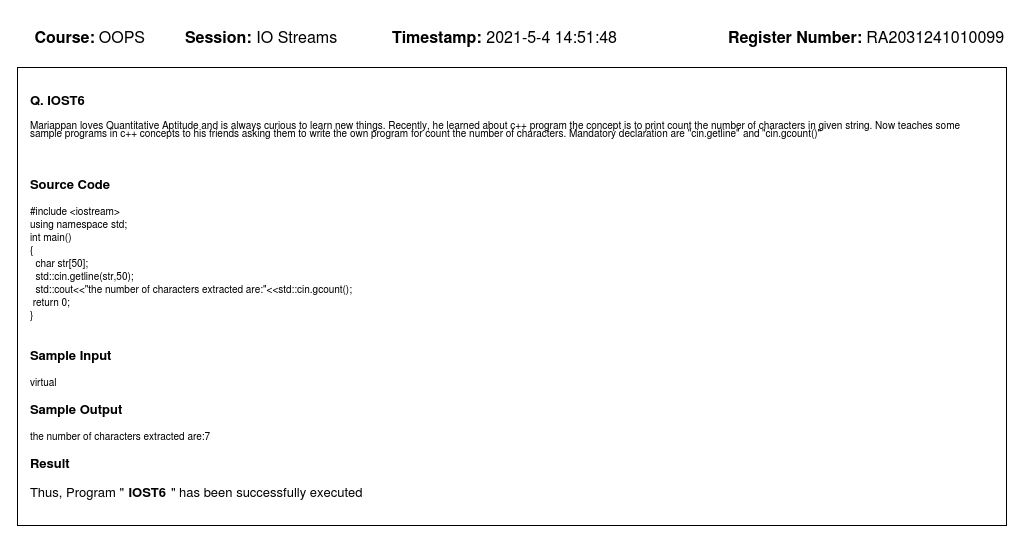 Course: OOPS Session: IO Streams Timestamp: 2021-5-4 14:51:48 Register Number: RA2031241010099
Q. IOST6
Mariappan loves Quantitative Aptitude and is always curious to learn new things. Recently, he learned about c++ program the concept is to print count the number of characters in given string. Now teaches some
sample programs in c++ concepts to his friends asking them to write the own program for count the number of characters. Mandatory declaration are "cin.getline" and "cin.gcount()"
Source Code
#include <iostream>
using namespace std;
int main()
{
char str[50];
std::cin.getline(str,50);
std::cout<<"the number of characters extracted are:"<<std::cin.gcount();
return 0;
}
Sample Input
virtual
Sample Output
the number of characters extracted are:7
Result
Thus, Program " IOST6 " has been successfully executed